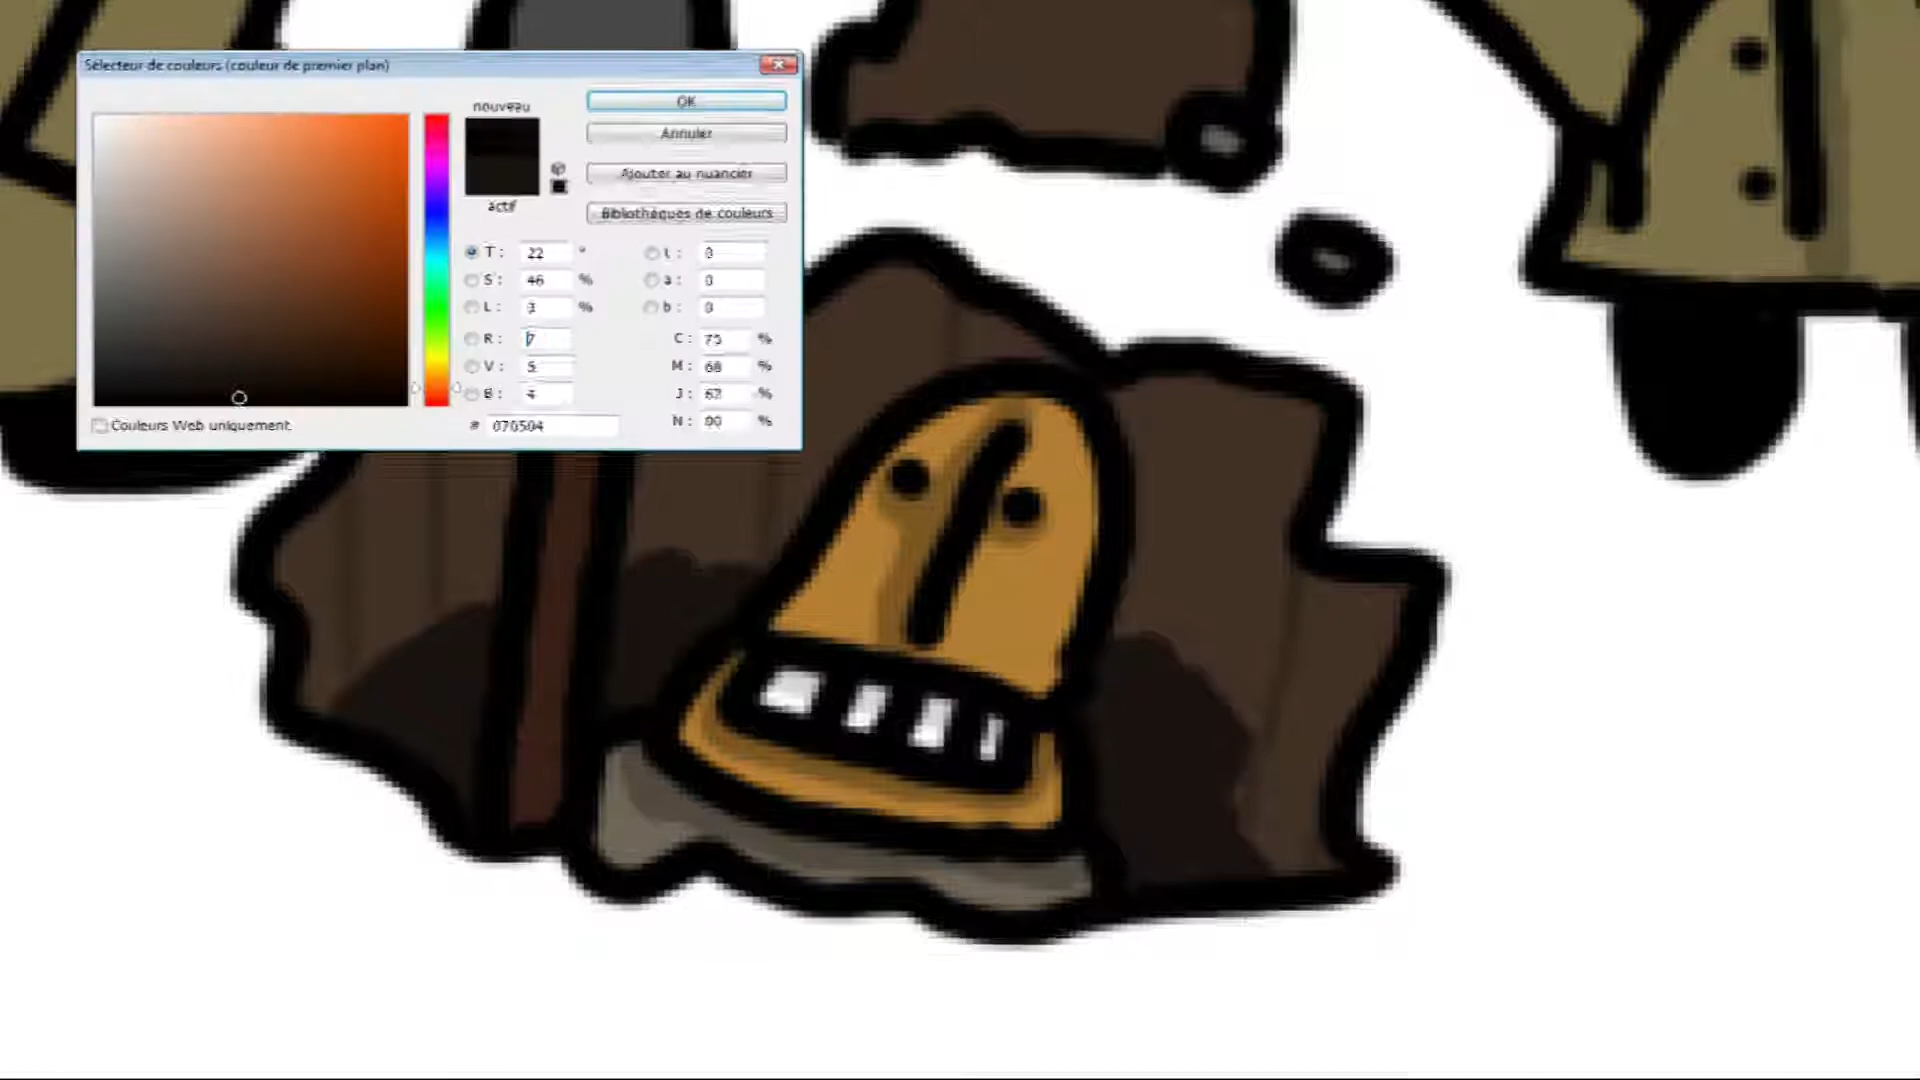 Sélecteur de couleurs (couleur de premier plan)
nouveau
OK
Annuler
Ajouter au nuancier
actif
Bibliothèques de couleurs
T : 22 °
S : 46 %
L : 3 %
R : 7
V : 5
B : 4
# 070504
L : 
a : 0
b : 0
C : 75 %
M : 68 %
J : 67 %
N : 90 %
Couleurs Web uniquement